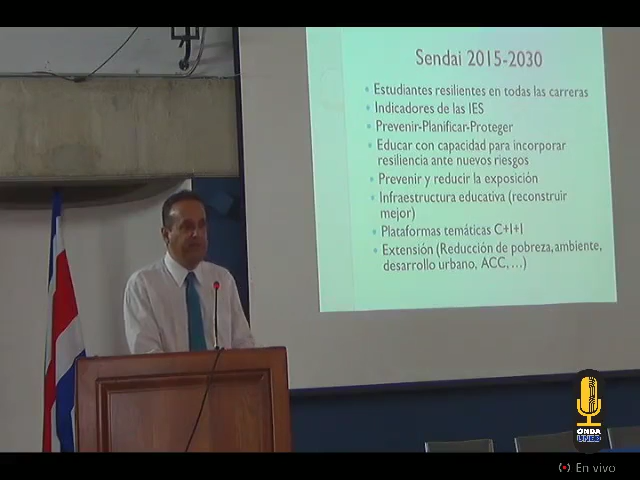 Sendai 2015-2030
Estudiantes resilientes en todas las carreras
Indicadores de las IES
Prevenir-Planificar-Proteger
Educar con capacidad para incorporar
resiliencia ante nuevos riesgos
Prevenir y reducir la exposición
Infraestructura educativa (reconstruir
mejor)
Plataformas temáticas C+I+I
Extensión (Reducción de pobreza, ambiente,
desarrollo urbano, ACC, ...)
ONDA
UNED
En vivo